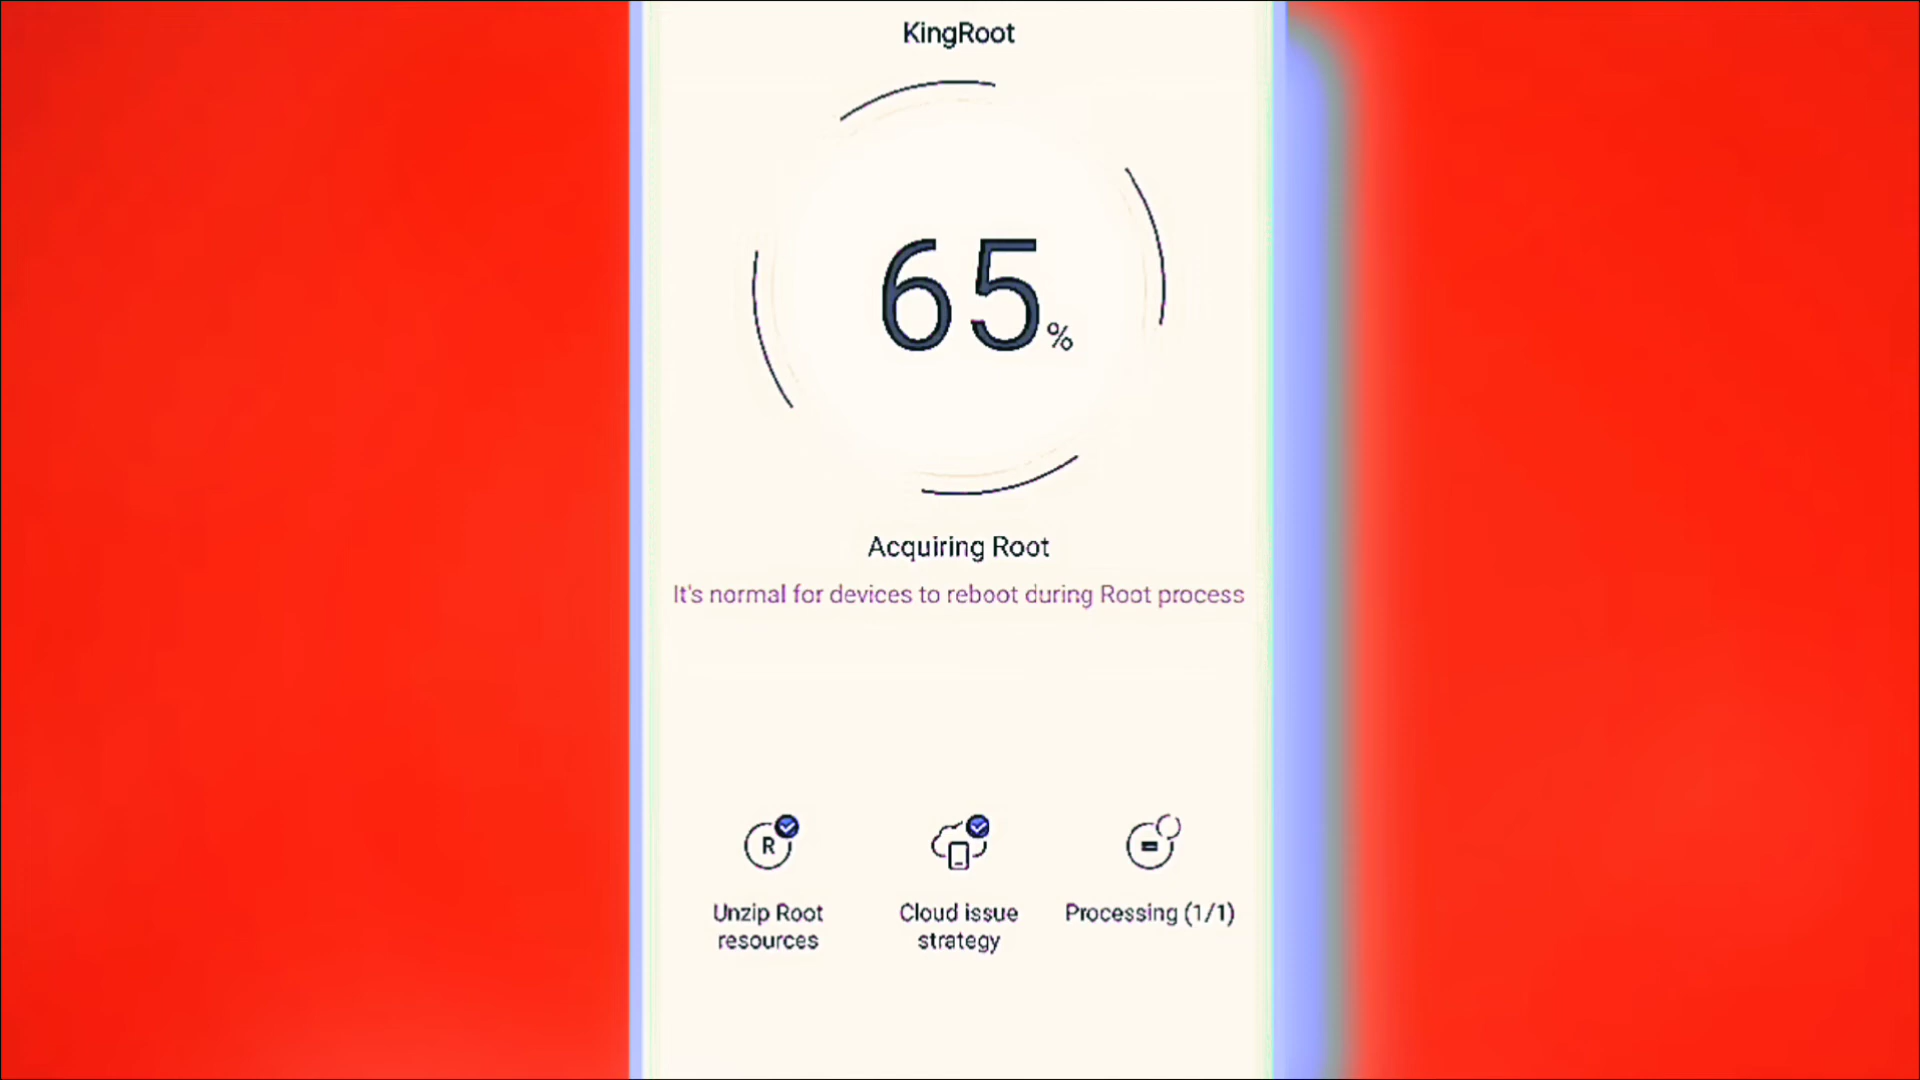 KingRoot
65%
Acquiring Root
It's normal for devices to reboot during Root process
R
Unzip Root
resources
Cloud issue
strategy
Processing (1/1)